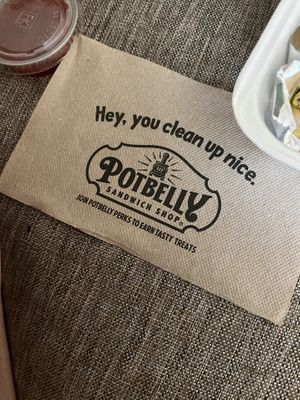 Hey, you clean up nice.
POTBELLY
SANDWICH SHOP
JOIN POTBELLY PERKS TO EARN TASTY TREATS